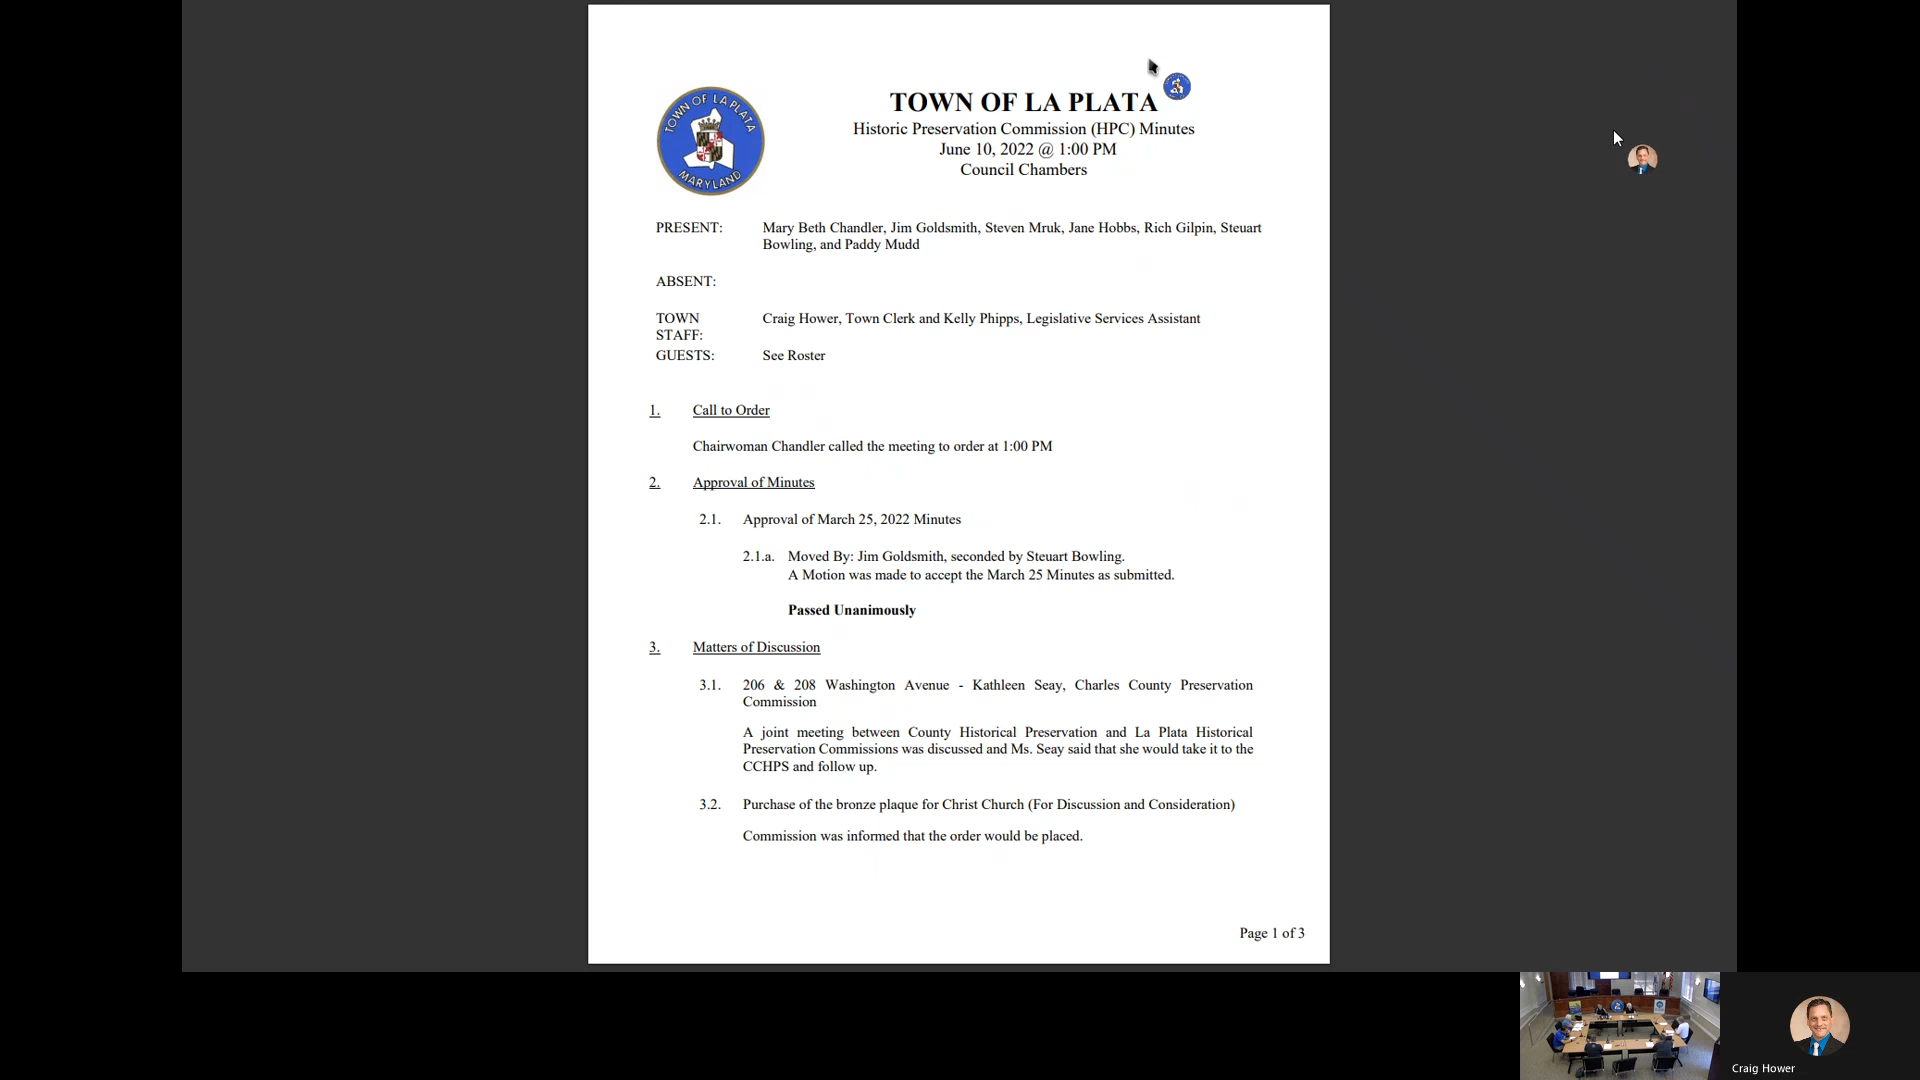 TOWN OF LA PLATA
MARYLAND
TOWN OF LA PLATA
Historic Preservation Commission (HPC) Minutes
June 10, 2022 @ 1:00 PM
Council Chambers
PRESENT: Mary Beth Chandler, Jim Goldsmith, Steven Mruk, Jane Hobbs, Rich Gilpin, Steuart
Bowling, and Paddy Mudd
ABSENT:
TOWN Craig Hower, Town Clerk and Kelly Phipps, Legislative Services Assistant
STAFF:
GUESTS: See Roster
1. Call to Order
Chairwoman Chandler called the meeting to order at 1:00 PM
2. Approval of Minutes
2.1. Approval of March 25, 2022 Minutes
2.1.a. Moved By: Jim Goldsmith, seconded by Steuart Bowling.
A Motion was made to accept the March 25 Minutes as submitted.
Passed Unanimously
3. Matters of Discussion
3.1. 206 & 208 Washington Avenue - Kathleen Seay, Charles County Preservation
Commission
A joint meeting between County Historical Preservation and La Plata Historical
Preservation Commissions was discussed and Ms. Seay said that she would take it to the
CCHPS and follow up.
3.2. Purchase of the bronze plaque for Christ Church (For Discussion and Consideration)
Commission was informed that the order would be placed.
Page 1 of 3
Craig Hower